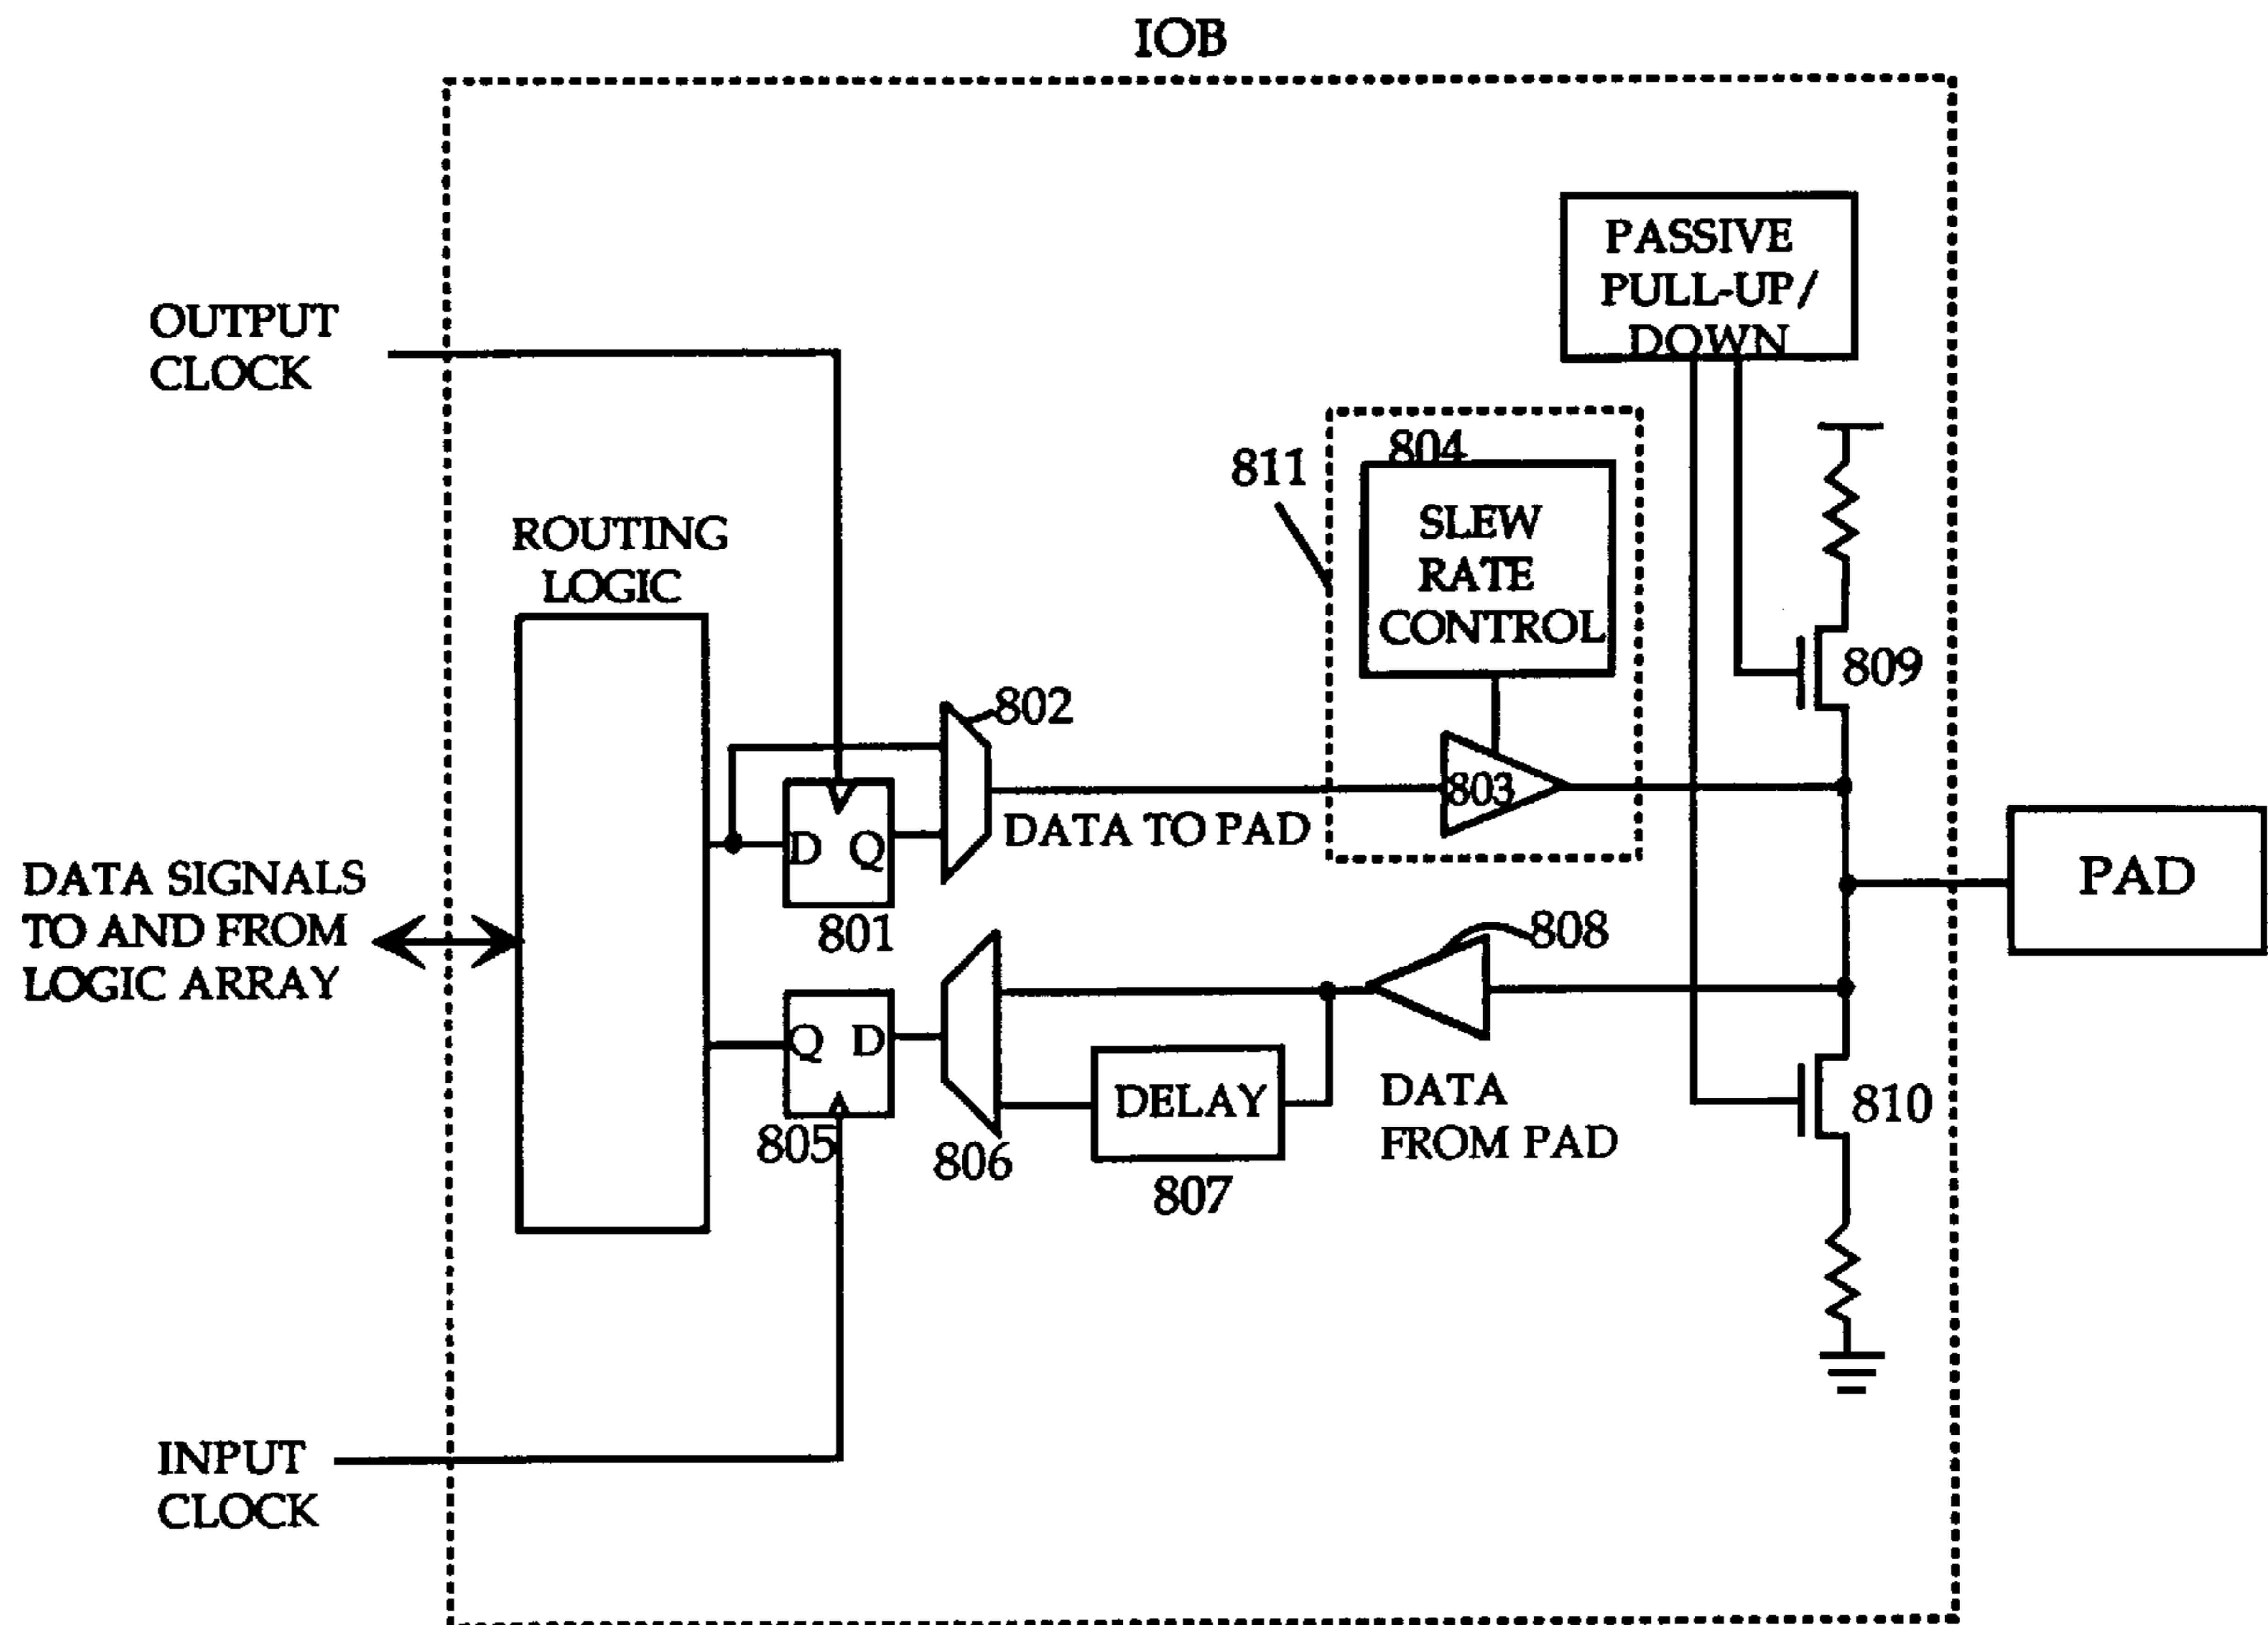 IOB
PASSIVE
PULL-UP/
DOWN
OUTPUT
CLOCK
804
811
SLEW
RATE
CONTROL
ROUTING
LOGIC
809
802
803
DATA TO PAD
D Q
801
PAD
DATA SIGNALS
TO AND FROM
LOGIC ARRAY
808
Q D
805
806
DELAY
807
DATA
FROM PAD
810
INPUT
CLOCK